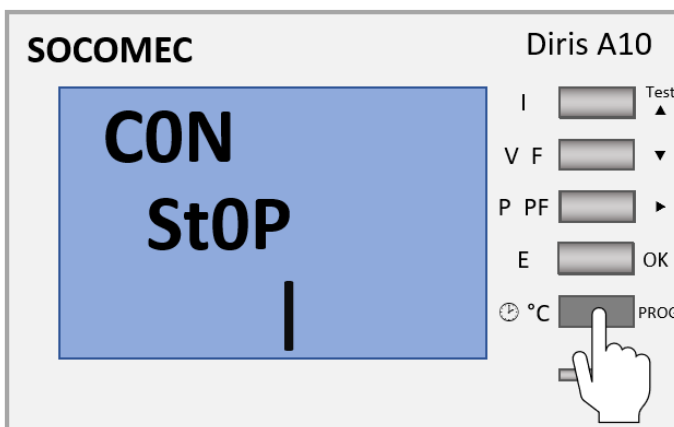 SOCOMEC
Diris A10
C0N
St0P
|
I Test ▲
V F ▼
P PF ►
E OK
°C PROG